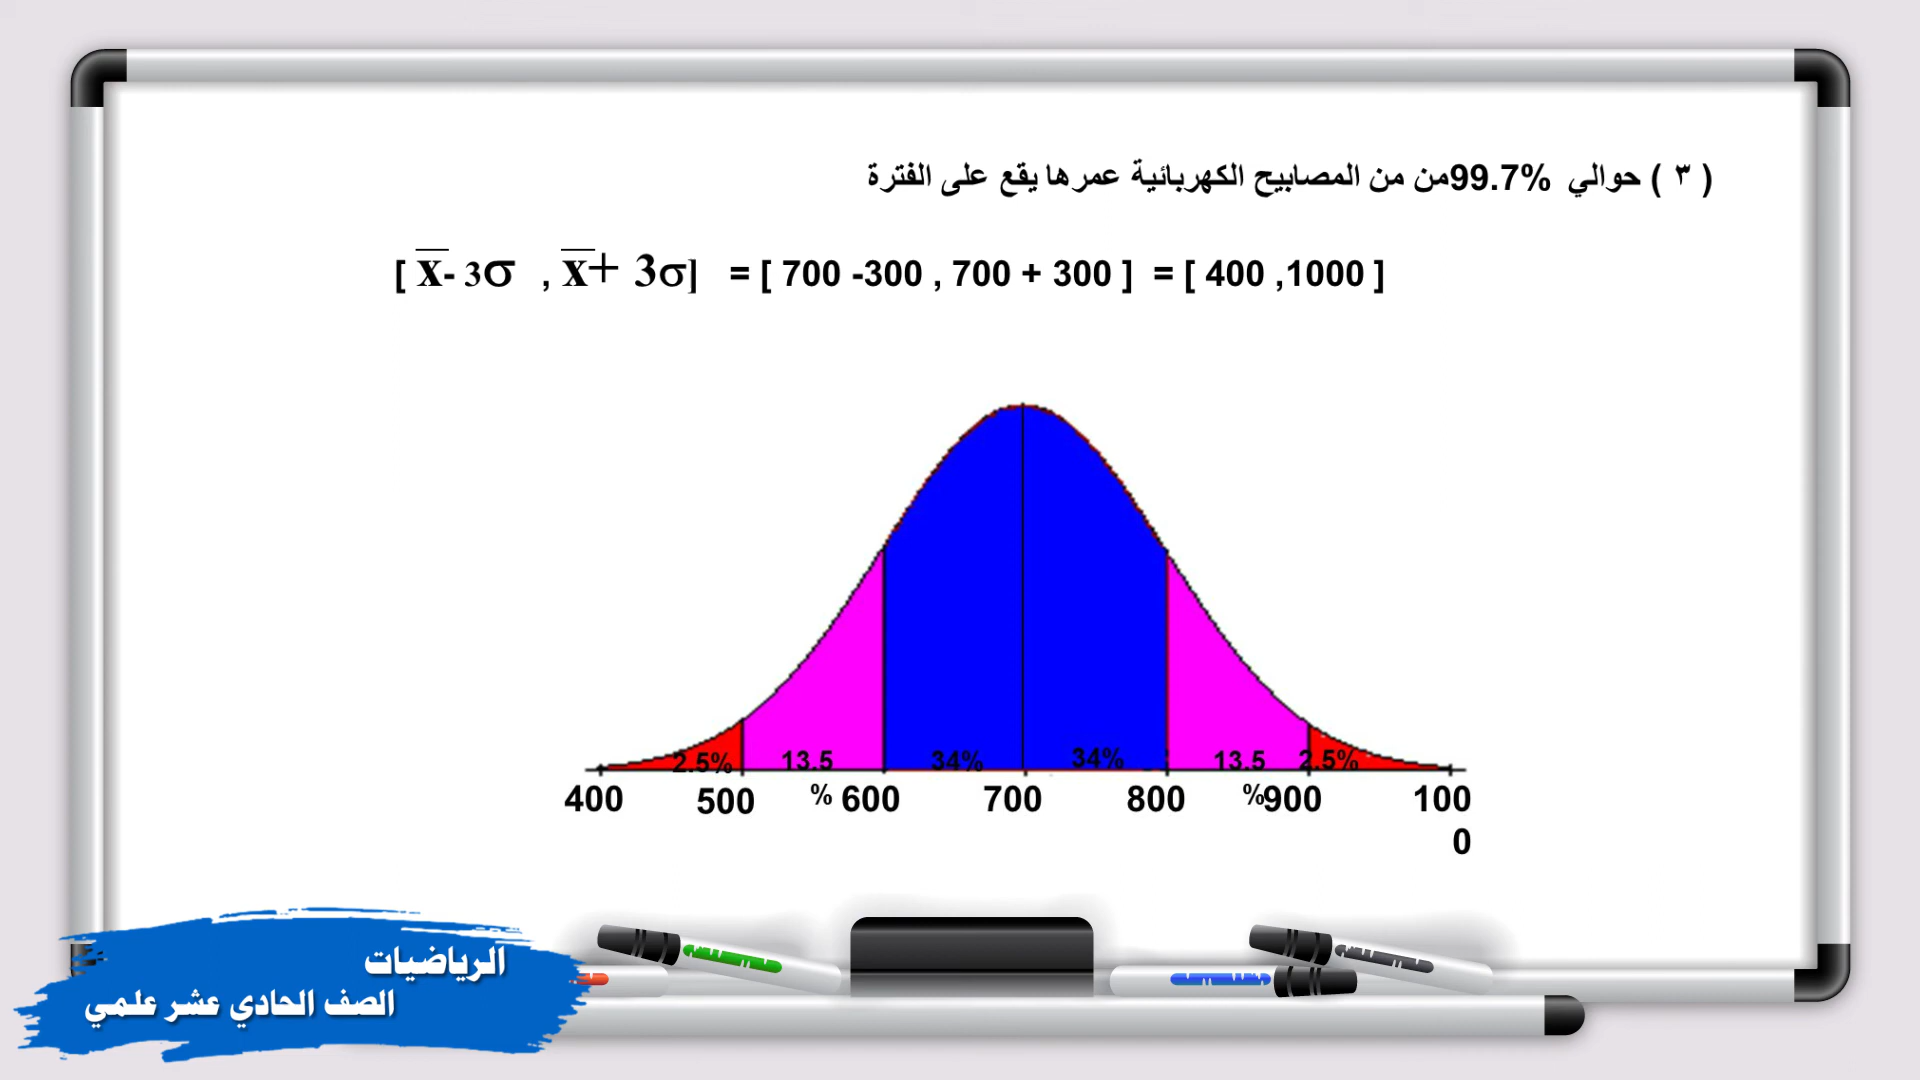 ( ٣ ) حوالي 99.7% من من المصابيح الكهربائية عمرها يقع على الفترة
[ x̅- 3σ , x̅+ 3σ] = [ 700 -300 , 700 + 300 ] = [ 400 ,1000 ]
2.5% 13.5 % 34% 34% 13.5 % 2.5%
400 500 600 700 800 900 1000
الرياضيات
الصف الحادي عشر علمي